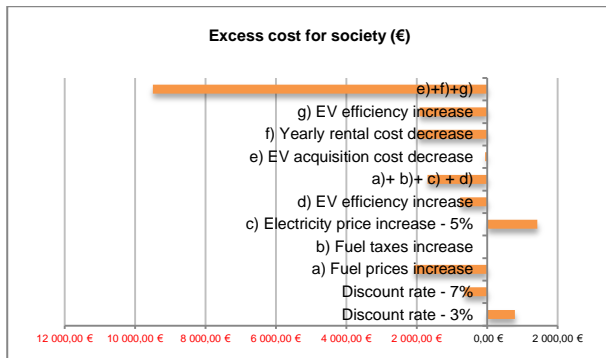 Excess cost for society (€)
e)+f)+g)
g) EV efficiency increase
f) Yearly rental cost decrease
e) EV acquisition cost decrease
a)+ b)+ c) + d)
d) EV efficiency increase
c) Electricity price increase - 5%
b) Fuel taxes increase
a) Fuel prices increase
Discount rate - 7%
Discount rate - 3%
12 000,00 € 10 000,00 € 8 000,00 € 6 000,00 € 4 000,00 € 2 000,00 € 0,00 € 2 000,00 €